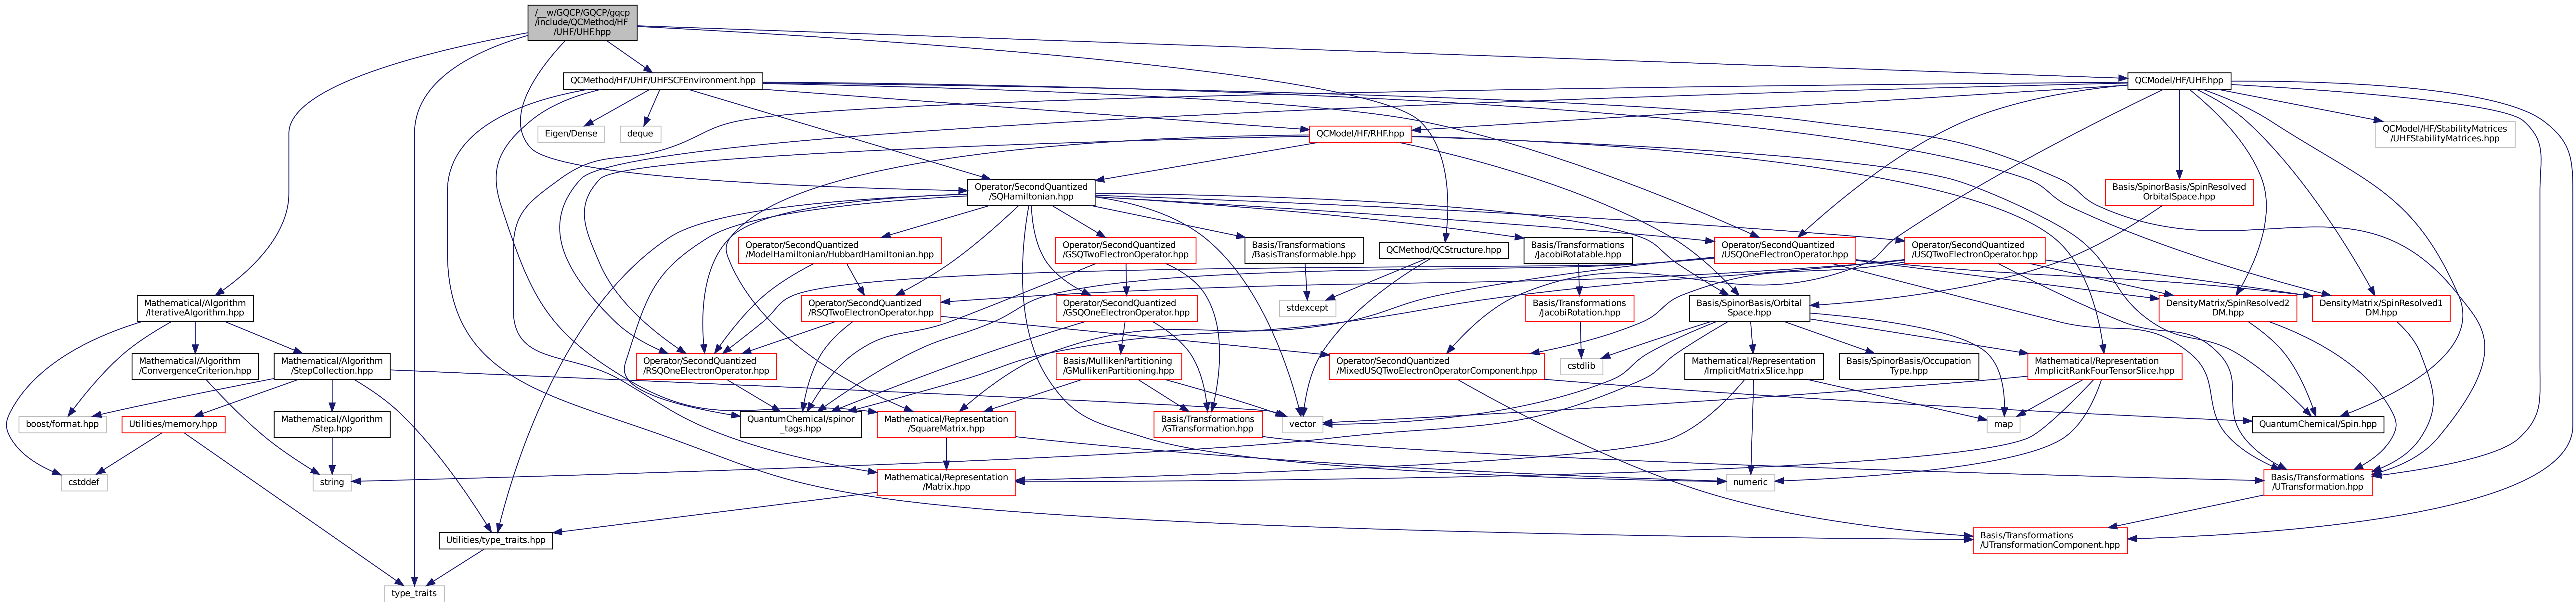 /__w/GQCP/GQCP/gqcp
/include/QCMethod/HF
/UHF/UHF.hpp
QCMethod/HF/UHF/UHFSCFEnvironment.hpp
QCModel/HF/UHF.hpp
Eigen/Dense
deque
QCModel/HF/RHF.hpp
QCModel/HF/StabilityMatrices
/UHFStabilityMatrices.hpp
Operator/SecondQuantized
/SQHamiltonian.hpp
Basis/SpinorBasis/SpinResolved
OrbitalSpace.hpp
Operator/SecondQuantized
/ModelHamiltonian/HubbardHamiltonian.hpp
Operator/SecondQuantized
/GSQTwoElectronOperator.hpp
Basis/Transformations
/BasisTransformable.hpp
QCMethod/QCStructure.hpp
Basis/Transformations
/JacobiRotatable.hpp
Operator/SecondQuantized
/USQOneElectronOperator.hpp
Operator/SecondQuantized
/USQTwoElectronOperator.hpp
Mathematical/Algorithm
/IterativeAlgorithm.hpp
Operator/SecondQuantized
/RSQTwoElectronOperator.hpp
Operator/SecondQuantized
/GSQOneElectronOperator.hpp
stdexcept
Basis/Transformations
/JacobiRotation.hpp
Basis/SpinorBasis/Orbital
Space.hpp
DensityMatrix/SpinResolved2
DM.hpp
DensityMatrix/SpinResolved1
DM.hpp
Mathematical/Algorithm
/ConvergenceCriterion.hpp
Mathematical/Algorithm
/StepCollection.hpp
Operator/SecondQuantized
/RSQOneElectronOperator.hpp
Basis/MullikenPartitioning
/GMullikenPartitioning.hpp
Operator/SecondQuantized
/MixedUSQTwoElectronOperatorComponent.hpp
cstdlib
Mathematical/Representation
/ImplicitMatrixSlice.hpp
Basis/SpinorBasis/Occupation
Type.hpp
Mathematical/Representation
/ImplicitRankFourTensorSlice.hpp
boost/format.hpp
Utilities/memory.hpp
Mathematical/Algorithm
/Step.hpp
QuantumChemical/spinor
_tags.hpp
Mathematical/Representation
/SquareMatrix.hpp
Basis/Transformations
/GTransformation.hpp
vector
map
QuantumChemical/Spin.hpp
cstddef
string
Mathematical/Representation
/Matrix.hpp
numeric
Basis/Transformations
/UTransformation.hpp
Utilities/type_traits.hpp
Basis/Transformations
/UTransformationComponent.hpp
type_traits